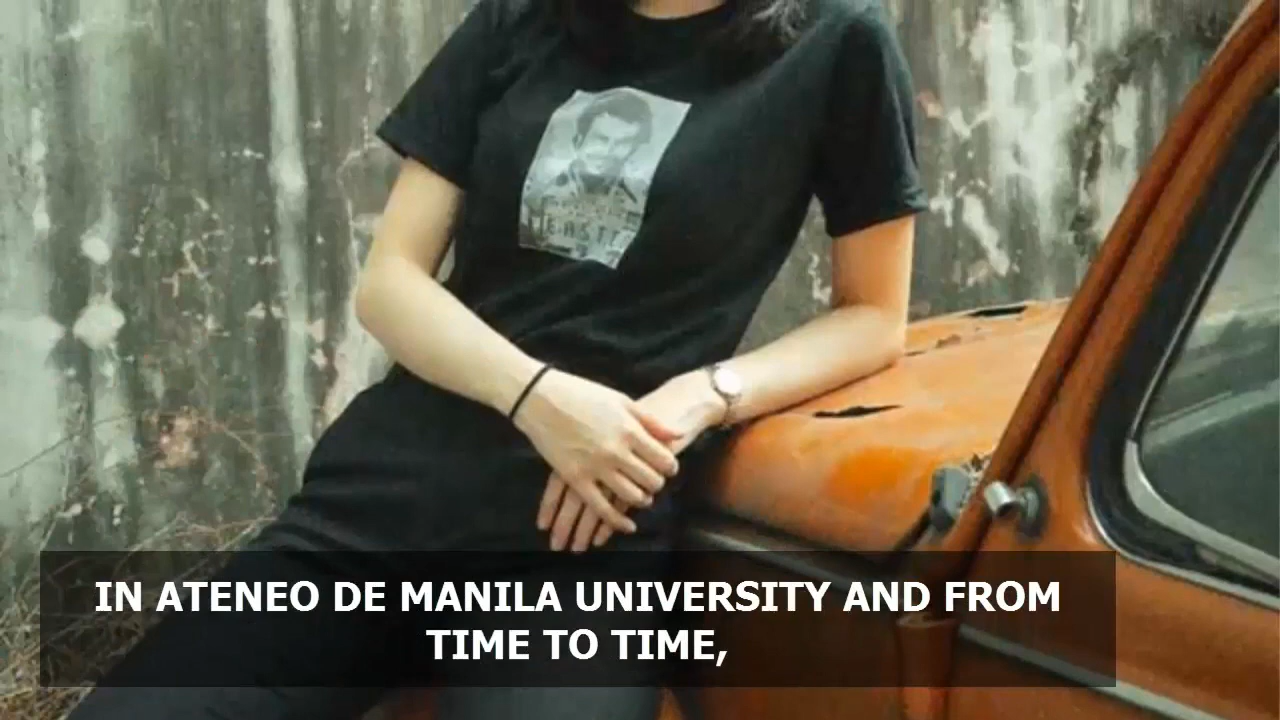 IN ATENEO DE MANILA UNIVERSITY AND FROM
TIME TO TIME,